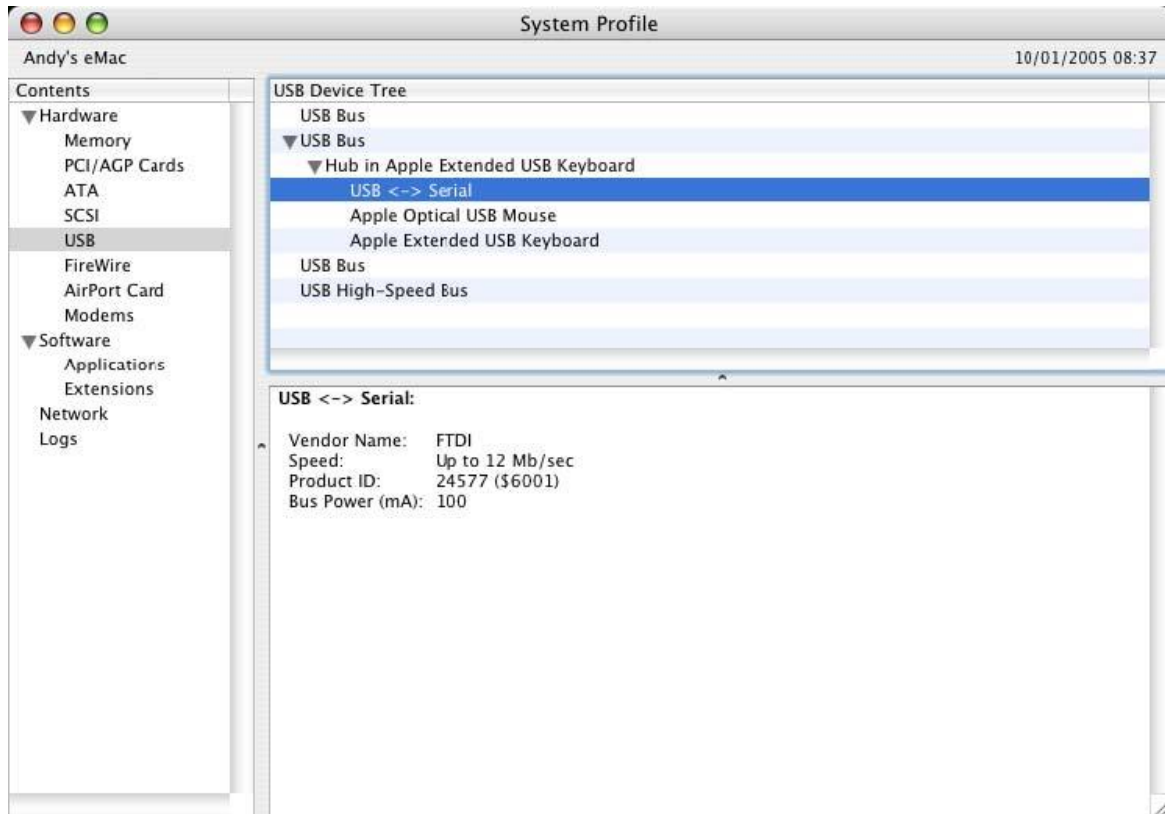 System Profile
Andy's eMac
10/01/2005 08:37
Contents
Hardware
Memory
PCI/AGP Cards
ATA
SCSI
USB
FireWire
AirPort Card
Modems
Software
Applications
Extensions
Network
Logs
USB Device Tree
USB Bus
USB Bus
Hub in Apple Extended USB Keyboard
USB <-> Serial
Apple Optical USB Mouse
Apple Extended USB Keyboard
USB Bus
USB High-Speed Bus
USB <-> Serial:
Vendor Name: FTDI
Speed: Up to 12 Mb/sec
Product ID: 24577 ($6001)
Bus Power (mA): 100